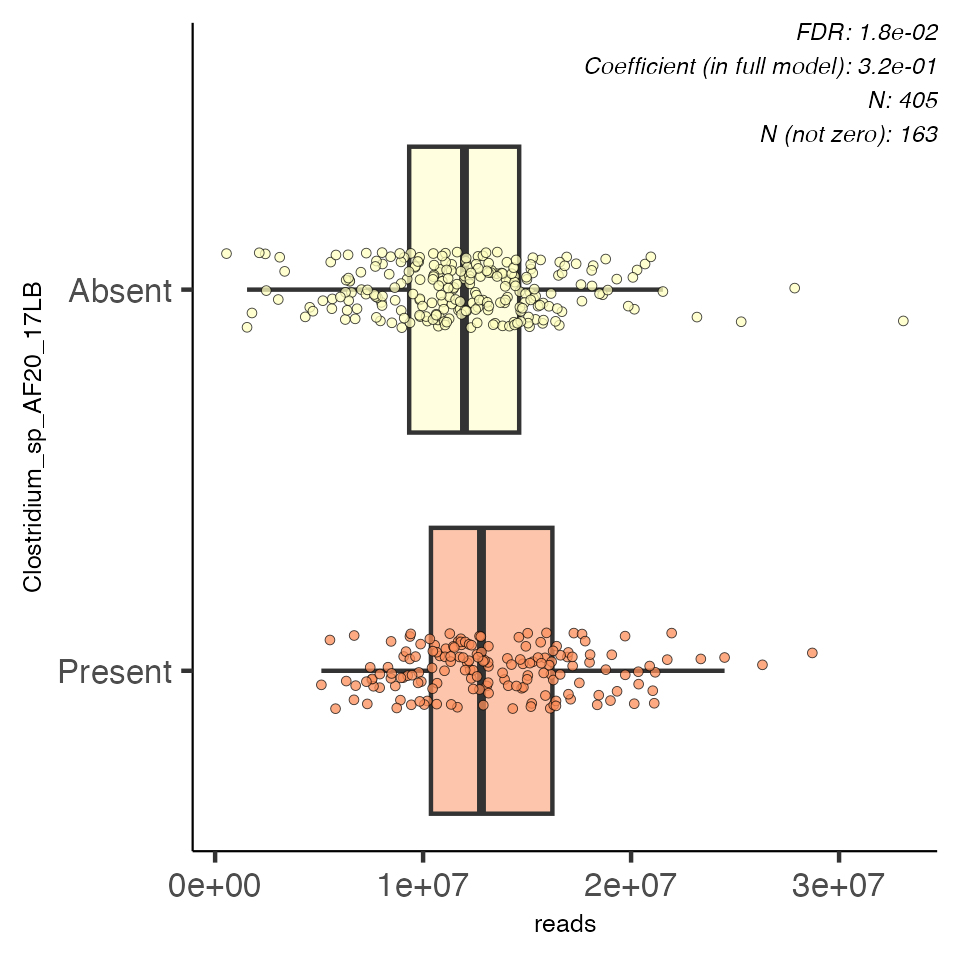 FDR: 1.8e-02
Coefficient (in full model): 3.2e-01
N: 405
N (not zero): 163
Clostridium_sp_AF20_17LB
Absent
Present
0e+00 1e+07 2e+07 3e+07
reads